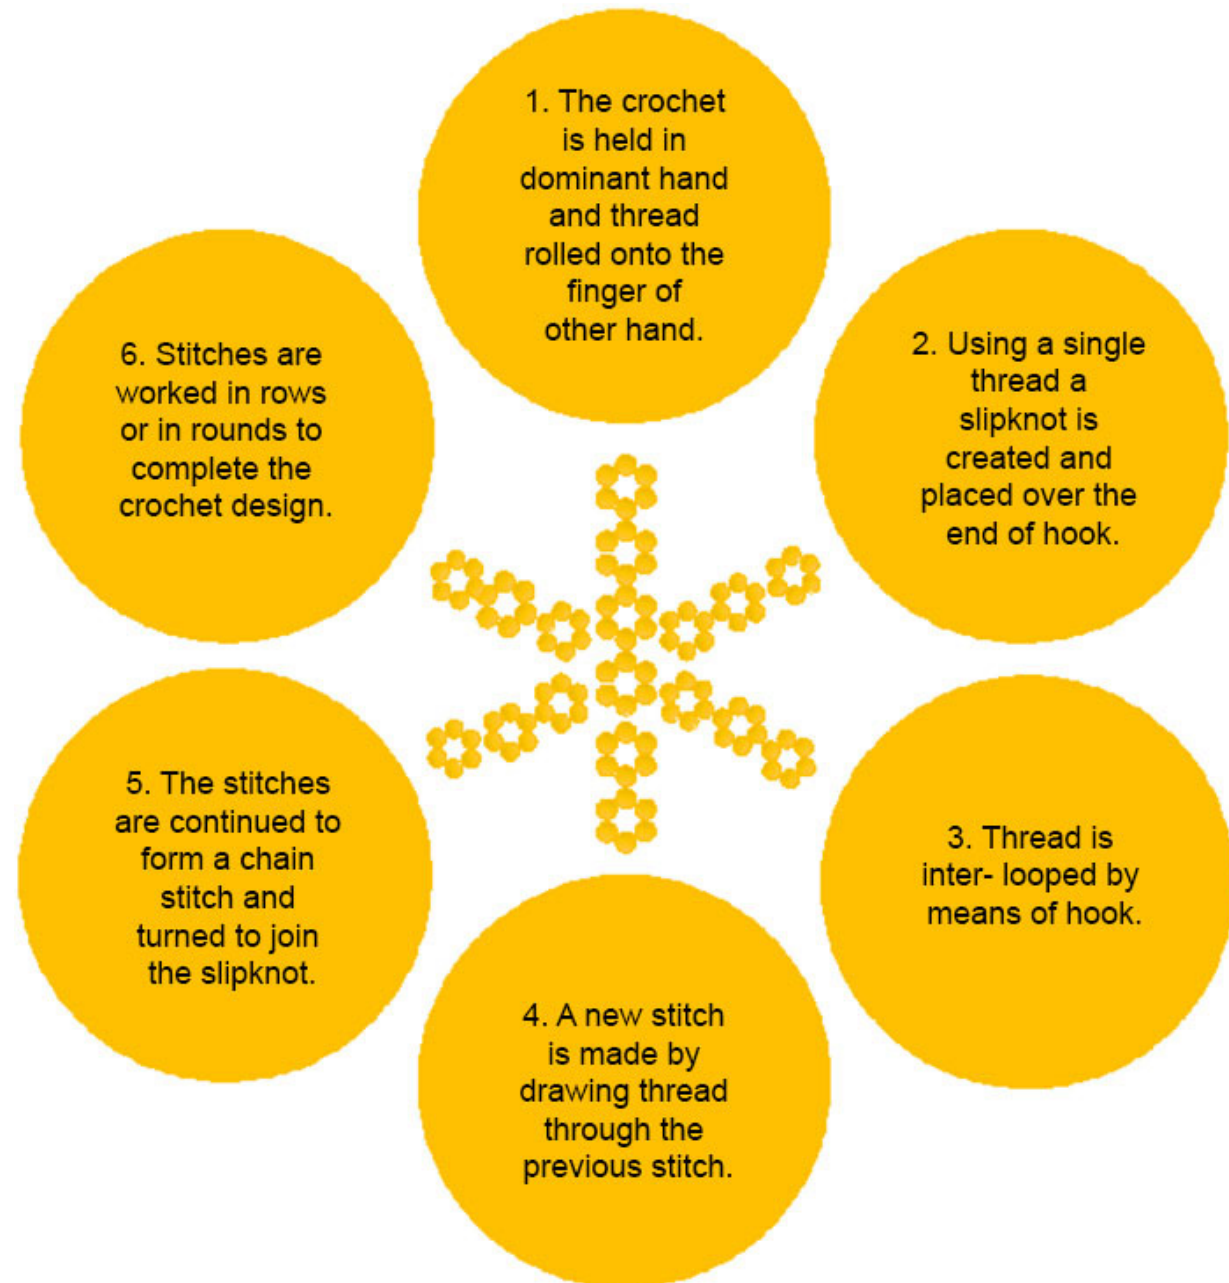 1. The crochet
is held in
dominant hand
and thread
rolled onto the
finger of
other hand.
2. Using a single
thread a
slipknot is
created and
placed over the
end of hook.
3. Thread is
inter- looped by
means of hook.
4. A new stitch
is made by
drawing thread
through the
previous stitch.
5. The stitches
are continued to
form a chain
stitch and
turned to join
the slipknot.
6. Stitches are
worked in rows
or in rounds to
complete the
crochet design.